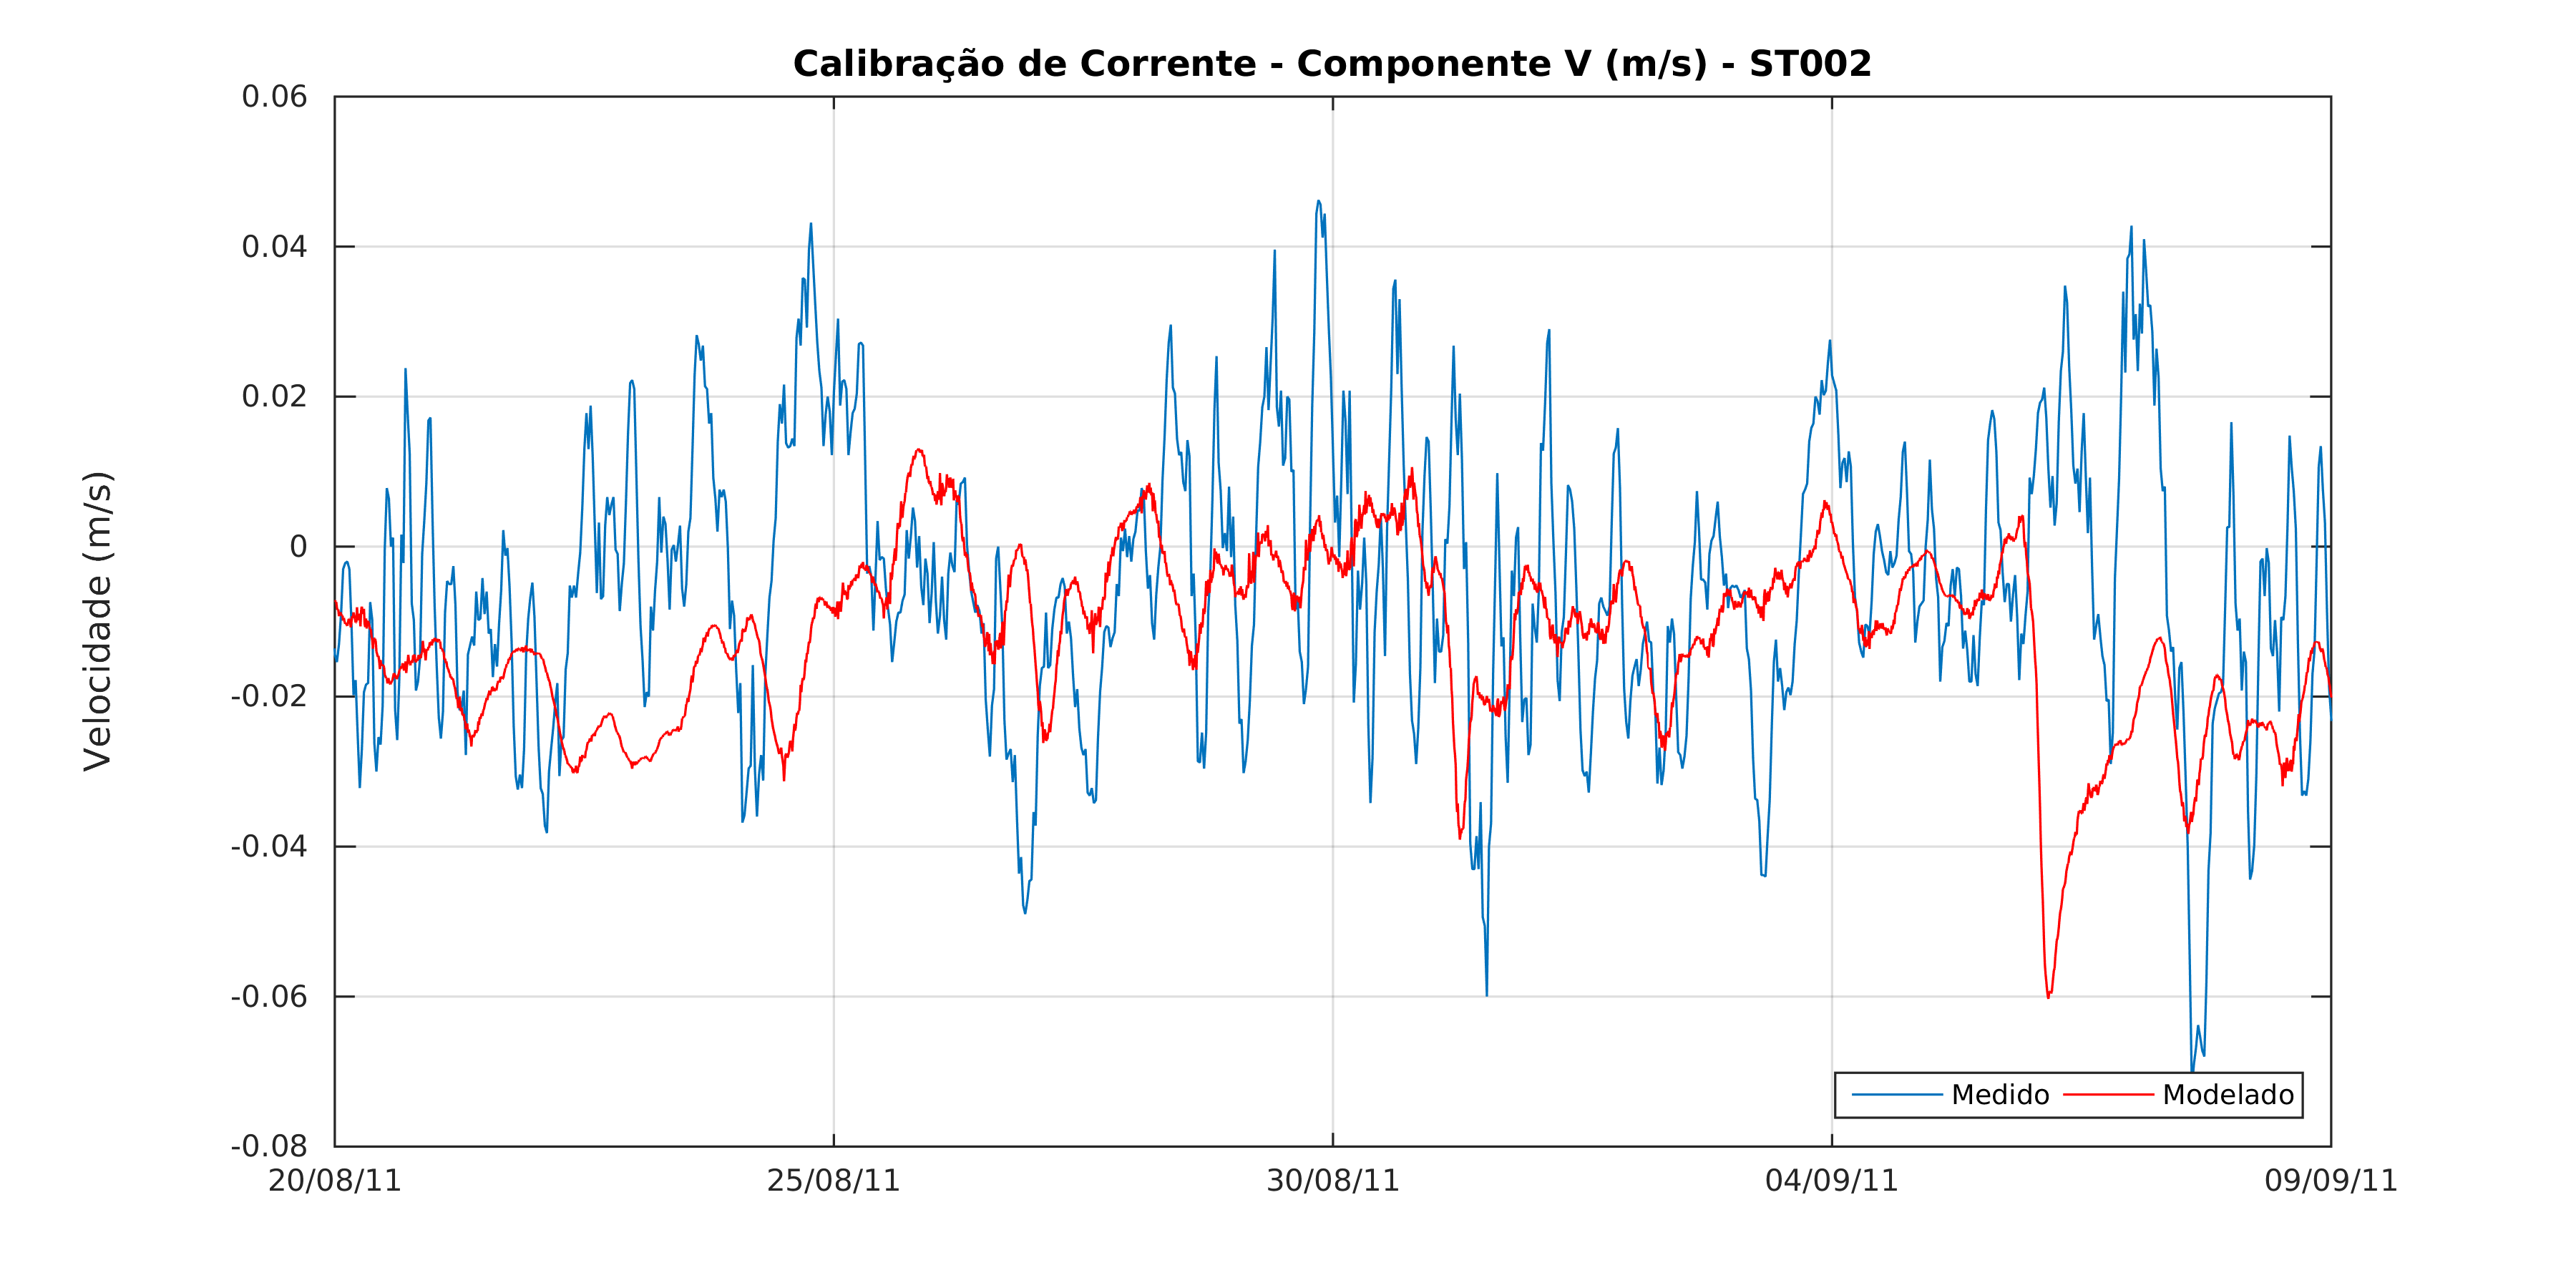 Calibração de Corrente - Componente V (m/s) - ST002
0.06
0.04
0.02
0
-0.02
-0.04
-0.06
-0.08
Velocidade (m/s)
20/08/11 25/08/11 30/08/11 04/09/11 09/09/11
Medido Modelado